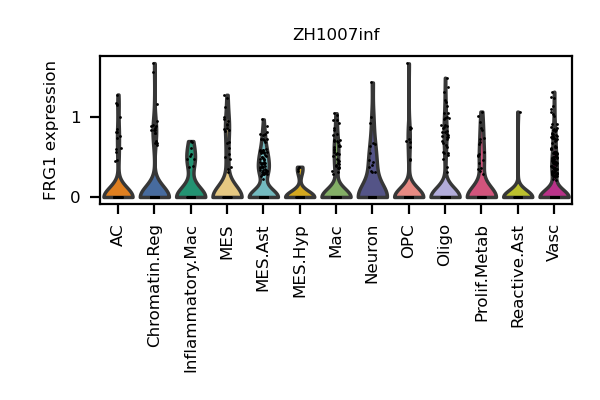 ZH1007inf
FRG1 expression
1
0
AC
Chromatin.Reg
Inflammatory.Mac
MES
MES.Ast
MES.Hyp
Mac
Neuron
OPC
Oligo
Prolif.Metab
Reactive.Ast
Vasc